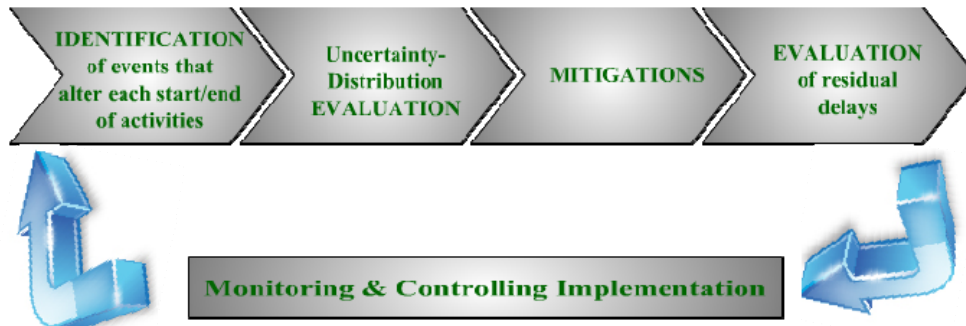 IDENTIFICATION
of events that
alter each start/end
of activities
Uncertainty-
Distribution
EVALUATION
MITIGATIONS
EVALUATION
of residual
delays
Monitoring & Controlling Implementation